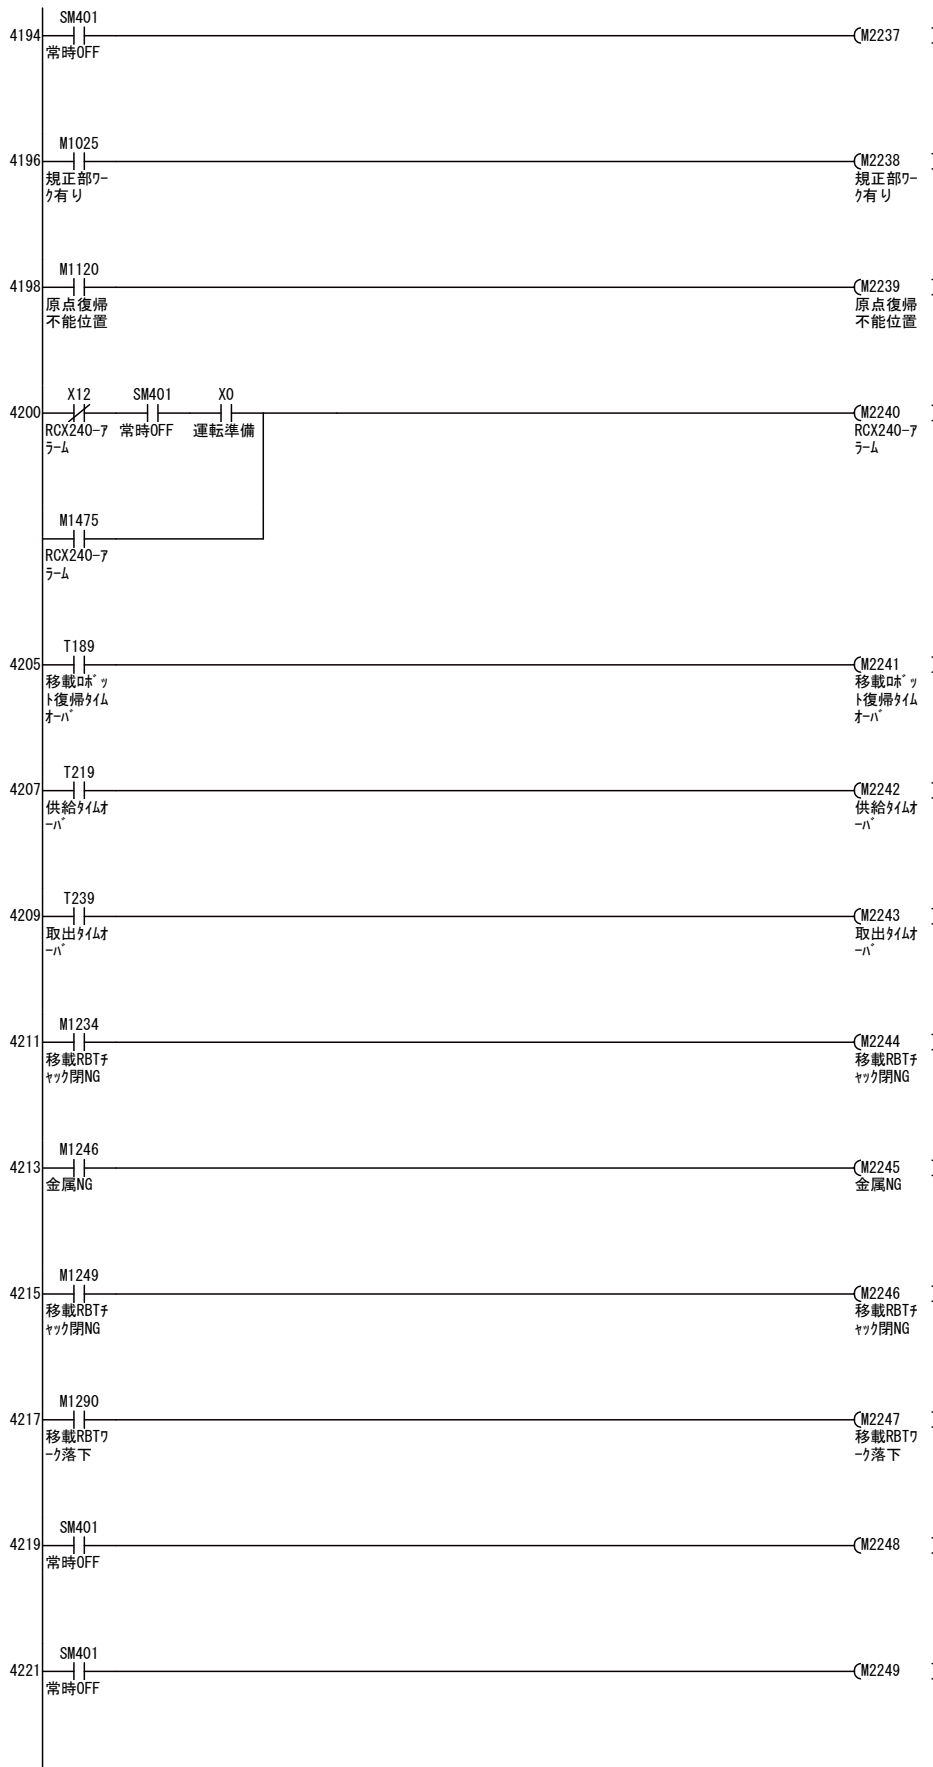 SM401
4194 (M2237 )
常時OFF
M1025
4196 (M2238 )
規正部ﾜｰ 規正部ﾜｰ
ｸ有り ｸ有り
M1120
4198 (M2239 )
原点復帰 原点復帰
不能位置 不能位置
X12 SM401 X0
4200 (M2240 )
RCX240-ｱ 常時OFF 運転準備 RCX240-ｱ
ﾗｰﾑ ﾗｰﾑ
M1475
RCX240-ｱ
ﾗｰﾑ
T189
4205 (M2241 )
移載ﾛﾎﾞｯ 移載ﾛﾎﾞｯ
ﾄ復帰ﾀｲﾑ ﾄ復帰ﾀｲﾑ
ｵｰﾊﾞ ｵｰﾊﾞ
T219
4207 (M2242 )
供給ﾀｲﾑｵ 供給ﾀｲﾑｵ
ｰﾊﾞ ｰﾊﾞ
T239
4209 (M2243 )
取出ﾀｲﾑｵ 取出ﾀｲﾑｵ
ｰﾊﾞ ｰﾊﾞ
M1234
4211 (M2244 )
移載RBTﾁ 移載RBTﾁ
ｬｯｸ閉NG ｬｯｸ閉NG
M1246
4213 (M2245 )
金属NG 金属NG
M1249
4215 (M2246 )
移載RBTﾁ 移載RBTﾁ
ｬｯｸ閉NG ｬｯｸ閉NG
M1290
4217 (M2247 )
移載RBTﾜ 移載RBTﾜ
ｰｸ落下 ｰｸ落下
SM401
4219 (M2248 )
常時OFF
SM401
4221 (M2249 )
常時OFF